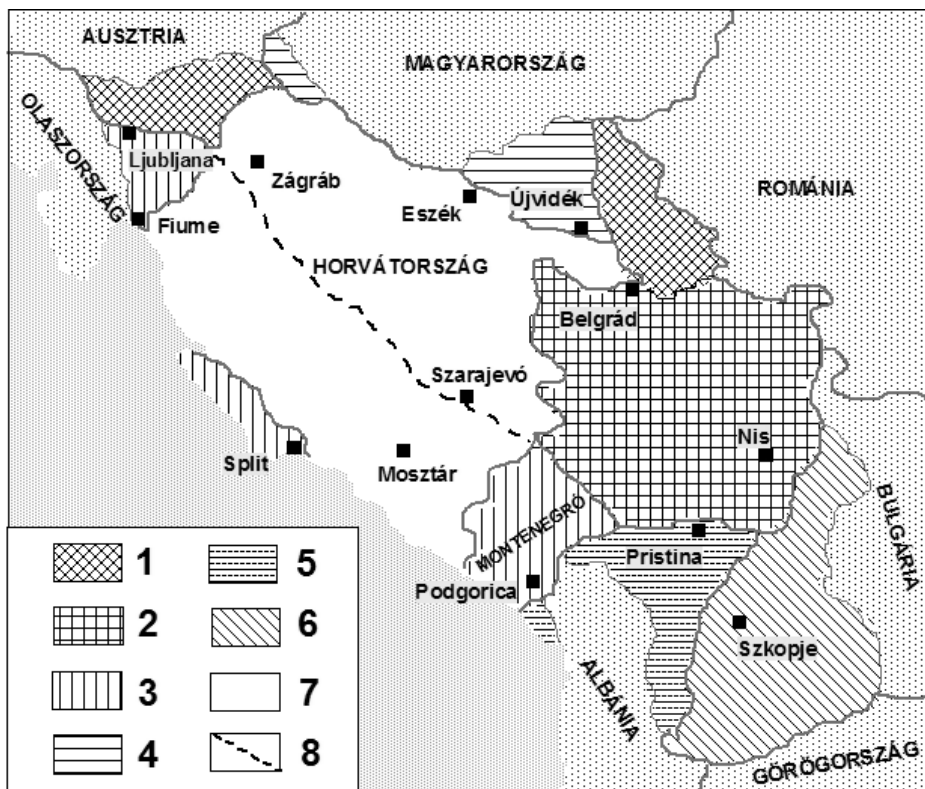 AUSZTRIA
MAGYARORSZÁG
OLASZORSZÁG
Ljubljana
Zágráb
ROMÁNIA
Eszék
Újvidék
Fiume
HORVÁTORSZÁG
Belgrád
Szarajevó
Nis
Split
Mosztár
BULGÁRIA
MONTENEGRÓ
Pristina
Podgorica
Szkopje
ALBÁNIA
GÖRÖGORSZÁG
1
5
2
6
3
7
4
8